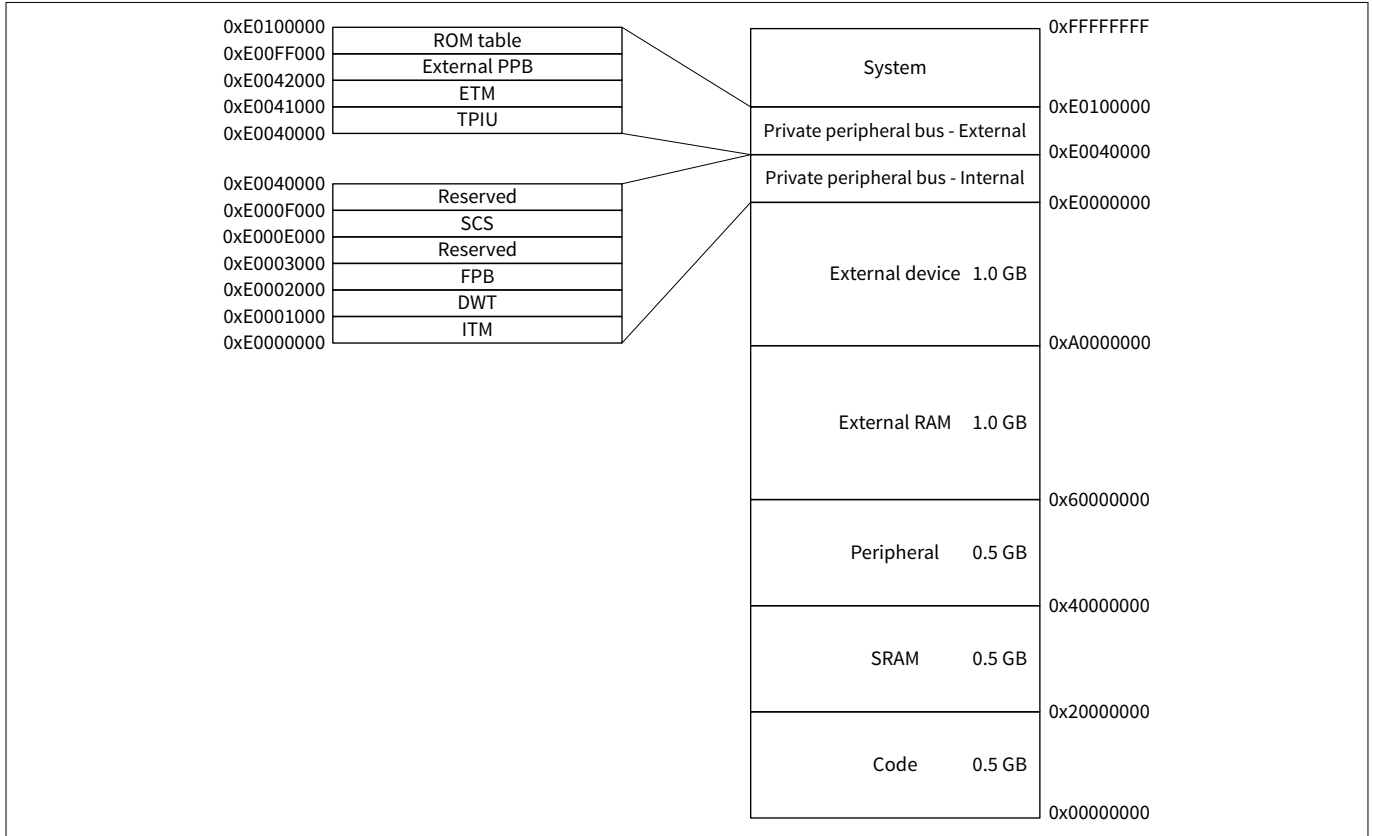 0xE0100000
ROM table
0xE00FF000
External PPB
0xE0042000
ETM
0xE0041000
TPIU
0xE0040000
0xE0040000
Reserved
0xE000F000
SCS
0xE000E000
Reserved
0xE0003000
FPB
0xE0002000
DWT
0xE0001000
ITM
0xE0000000
0xFFFFFFFF
System
0xE0100000
Private peripheral bus - External
0xE0040000
Private peripheral bus - Internal
0xE0000000
External device 1.0 GB
0xA0000000
External RAM 1.0 GB
0x60000000
Peripheral 0.5 GB
0x40000000
SRAM 0.5 GB
0x20000000
Code 0.5 GB
0x00000000